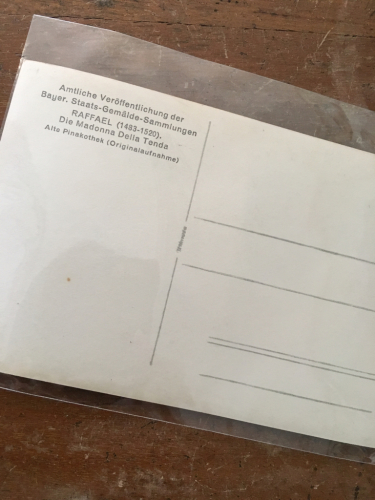 Amtliche Veröffentlichung der
Bayer. Staats-Gemälde-Sammlungen
RAFFAEL (1483-1520),
Die Madonna Della Tenda
Alte Pinakothek (Originalaufnahme)